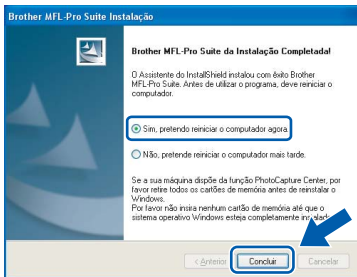 Brother MFL-Pro Suite Instalação
Brother MFL-Pro Suite da Instalação Completada!
O Assistente do InstallShield instalou com êxito Brother
MFL-Pro Suite. Antes de utilizar o programa, deve reiniciar o
computador.
Sim, pretendo reiniciar o computador agora.
Não, pretende reiniciar o computador mais tarde.
Se a sua máquina dispõe da função PhotoCapture Center, por
favor retire todos os cartões de memória antes de reinstalar o
Windows.
Por favor não insira nenhum cartão de memória até que o
sistema operativo Windows esteja completamente
< Anterior Concluir Cancelar